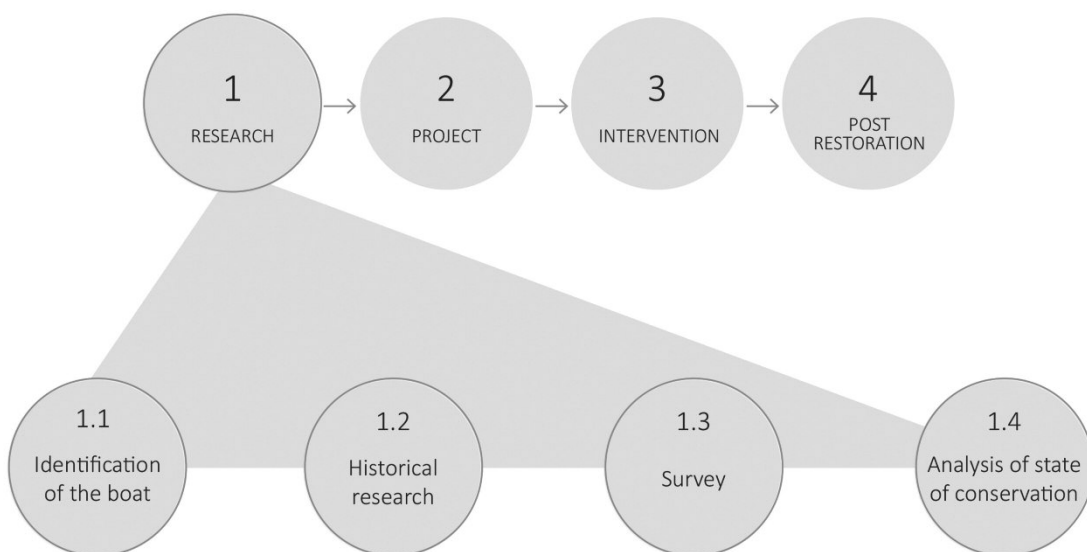 1
RESEARCH
2
PROJECT
3
INTERVENTION
4
POST
RESTORATION
1.1
Identification
of the boat
1.2
Historical
research
1.3
Survey
1.4
Analysis of state
of conservation